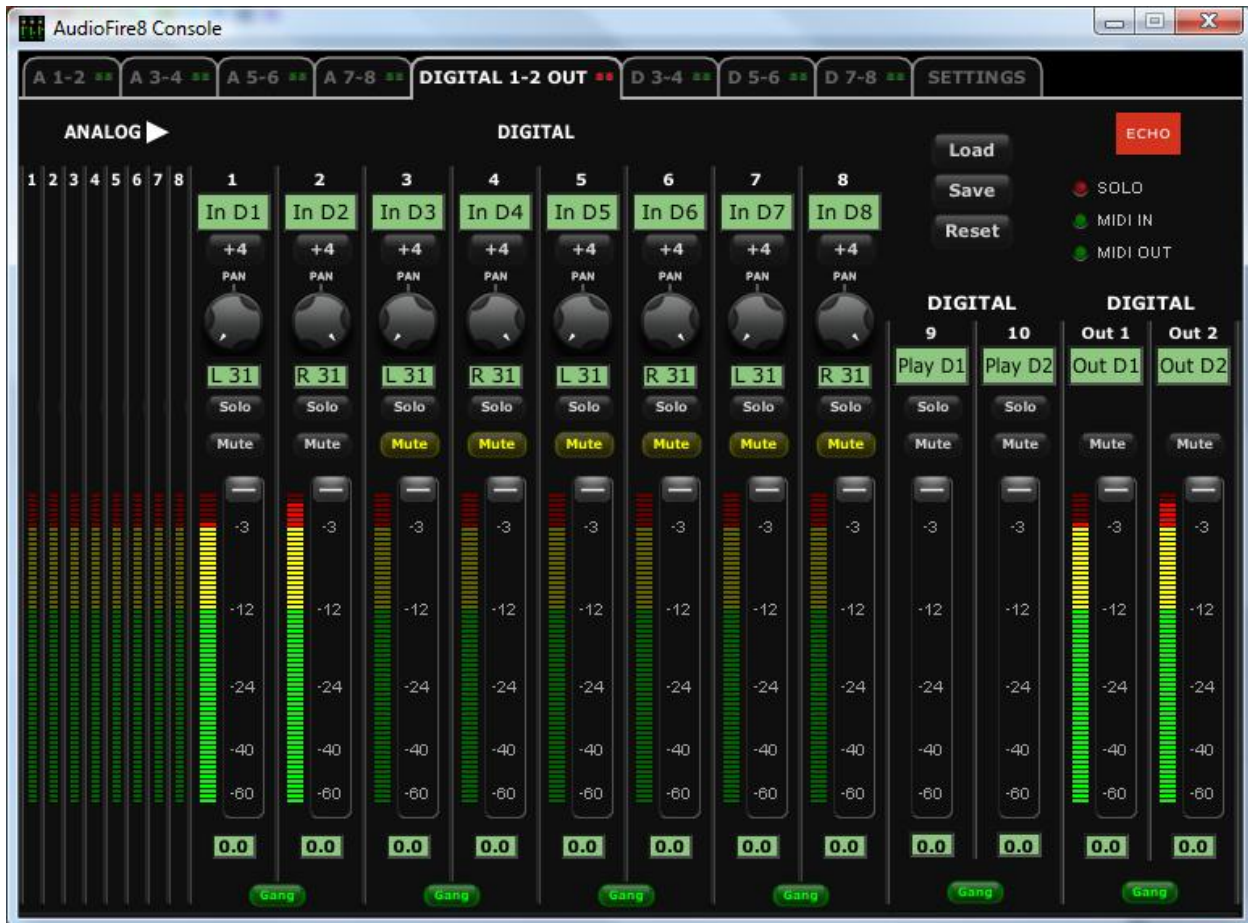 AudioFire8 Console
A 1-2 A 3-4 A 5-6 A 7-8 DIGITAL 1-2 OUT D 3-4 D 5-6 D 7-8 SETTINGS
ANALOG DIGITAL
ECHO
Load
Save
Reset
SOLO
MIDI IN
MIDI OUT
1 2 3 4 5 6 7 8 1 2 3 4 5 6 7 8
In D1 In D2 In D3 In D4 In D5 In D6 In D7 In D8
+4 +4 +4 +4 +4 +4 +4 +4
PAN PAN PAN PAN PAN PAN PAN PAN
DIGITAL DIGITAL
9 10 Out 1 Out 2
Play D1 Play D2 Out D1 Out D2
L 31 R 31 L 31 R 31 L 31 R 31 L 31 R 31
Solo Solo Solo Solo Solo Solo Solo Solo Solo Solo
Mute Mute Mute Mute Mute Mute Mute Mute Mute Mute Mute Mute
-3 -3 -3 -3 -3 -3 -3 -3 -3 -3 -3 -3
-12 -12 -12 -12 -12 -12 -12 -12 -12 -12 -12 -12
-24 -24 -24 -24 -24 -24 -24 -24 -24 -24 -24 -24
-40 -40 -40 -40 -40 -40 -40 -40 -40 -40 -40 -40
-60 -60 -60 -60 -60 -60 -60 -60 -60 -60 -60 -60
0.0 0.0 0.0 0.0 0.0 0.0 0.0 0.0 0.0 0.0 0.0 0.0
Gang Gang Gang Gang Gang Gang